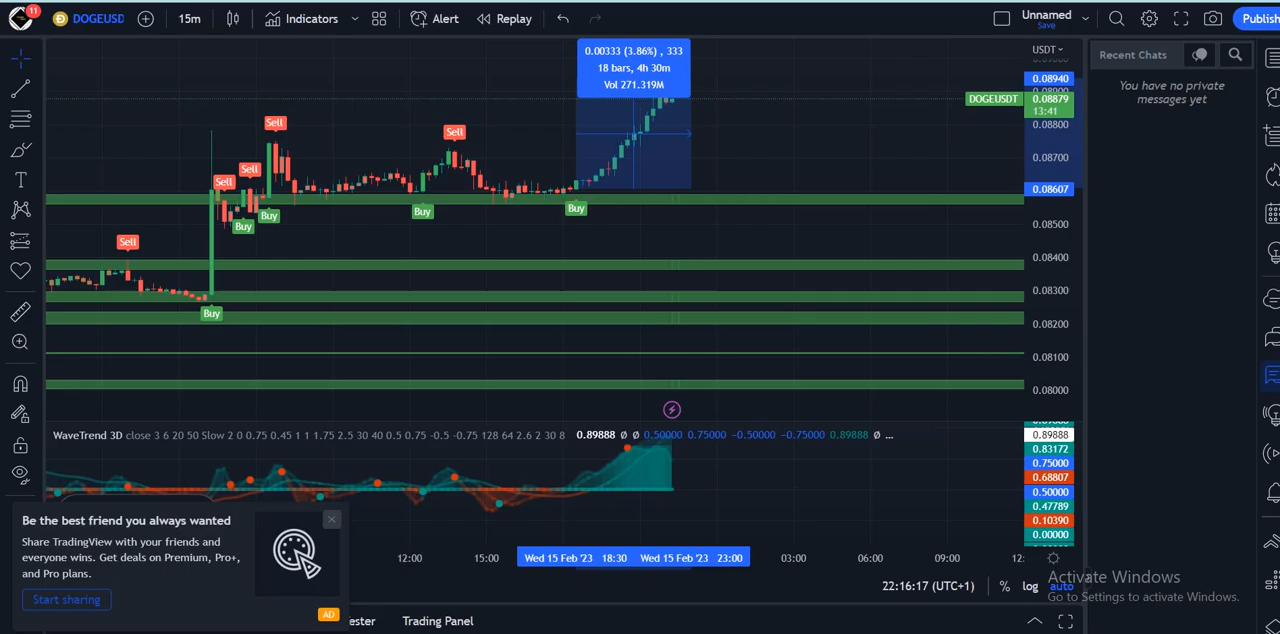 11
DOGEUSD
15m
Indicators
Alert
Replay
Unnamed
Save
Publish
0.00333 (3.86%) , 333
18 bars, 4h 30m
Vol 271.319M
USDT
0.08940
DOGEUSDT
0.08879
13:41
0.08800
0.08700
0.08607
0.08500
0.08400
0.08300
0.08200
0.08100
0.08000
Recent Chats
You have no private
messages yet
Sell
Sell
Sell
Sell
Sell
Buy
Buy
Buy
Buy
Buy
WaveTrend 3D close 3 6 20 50 Slow 2 0 0.75 0.45 1 1 1.75 2.5 30 40 0.5 0.75 -0.5 -0.75 128 64 2.6 2 30 8 0.89888 Ø Ø 0.50000 0.75000 −0.50000 −0.75000 0.89888 Ø ...
0.89888
0.83172
0.75000
0.68807
0.50000
0.47789
0.10390
0.00000
Be the best friend you always wanted
Share TradingView with your friends and
everyone wins. Get deals on Premium, Pro+,
and Pro plans.
Start sharing
AD
12:00
15:00
Wed 15 Feb '23 18:30
Wed 15 Feb '23 23:00
03:00
06:00
09:00
12:
22:16:17 (UTC+1)
%
log
auto
Activate Windows
Go to Settings to activate Windows.
ester
Trading Panel